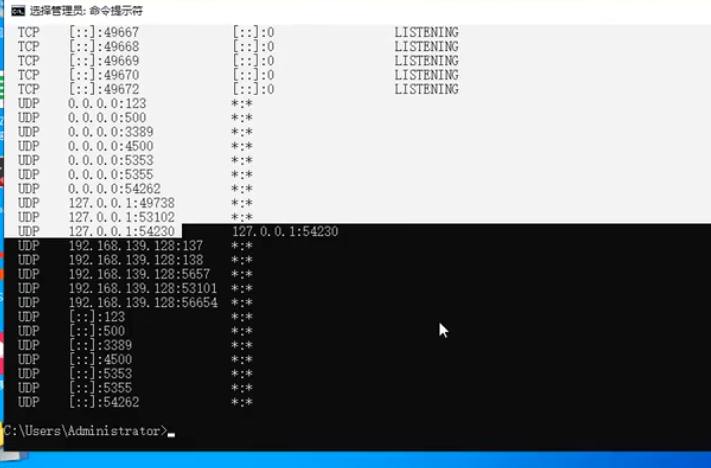 选择管理员: 命令提示符
TCP [::]:49667 [::]:0 LISTENING
TCP [::]:49668 [::]:0 LISTENING
TCP [::]:49669 [::]:0 LISTENING
TCP [::]:49670 [::]:0 LISTENING
TCP [::]:49672 [::]:0 LISTENING
UDP 0.0.0.0:123 *:*
UDP 0.0.0.0:500 *:*
UDP 0.0.0.0:3389 *:*
UDP 0.0.0.0:4500 *:*
UDP 0.0.0.0:5353 *:*
UDP 0.0.0.0:5355 *:*
UDP 0.0.0.0:54262 *:*
UDP 127.0.0.1:49738 *:*
UDP 127.0.0.1:53102 *:*
UDP 127.0.0.1:54230 127.0.0.1:54230
UDP 192.168.139.128:137 *:*
UDP 192.168.139.128:138 *:*
UDP 192.168.139.128:5657 *:*
UDP 192.168.139.128:53101 *:*
UDP 192.168.139.128:56654 *:*
UDP [::]:123 *:*
UDP [::]:500 *:*
UDP [::]:3389 *:*
UDP [::]:4500 *:*
UDP [::]:5353 *:*
UDP [::]:5355 *:*
UDP [::]:54262 *:*
C:\Users\Administrator>